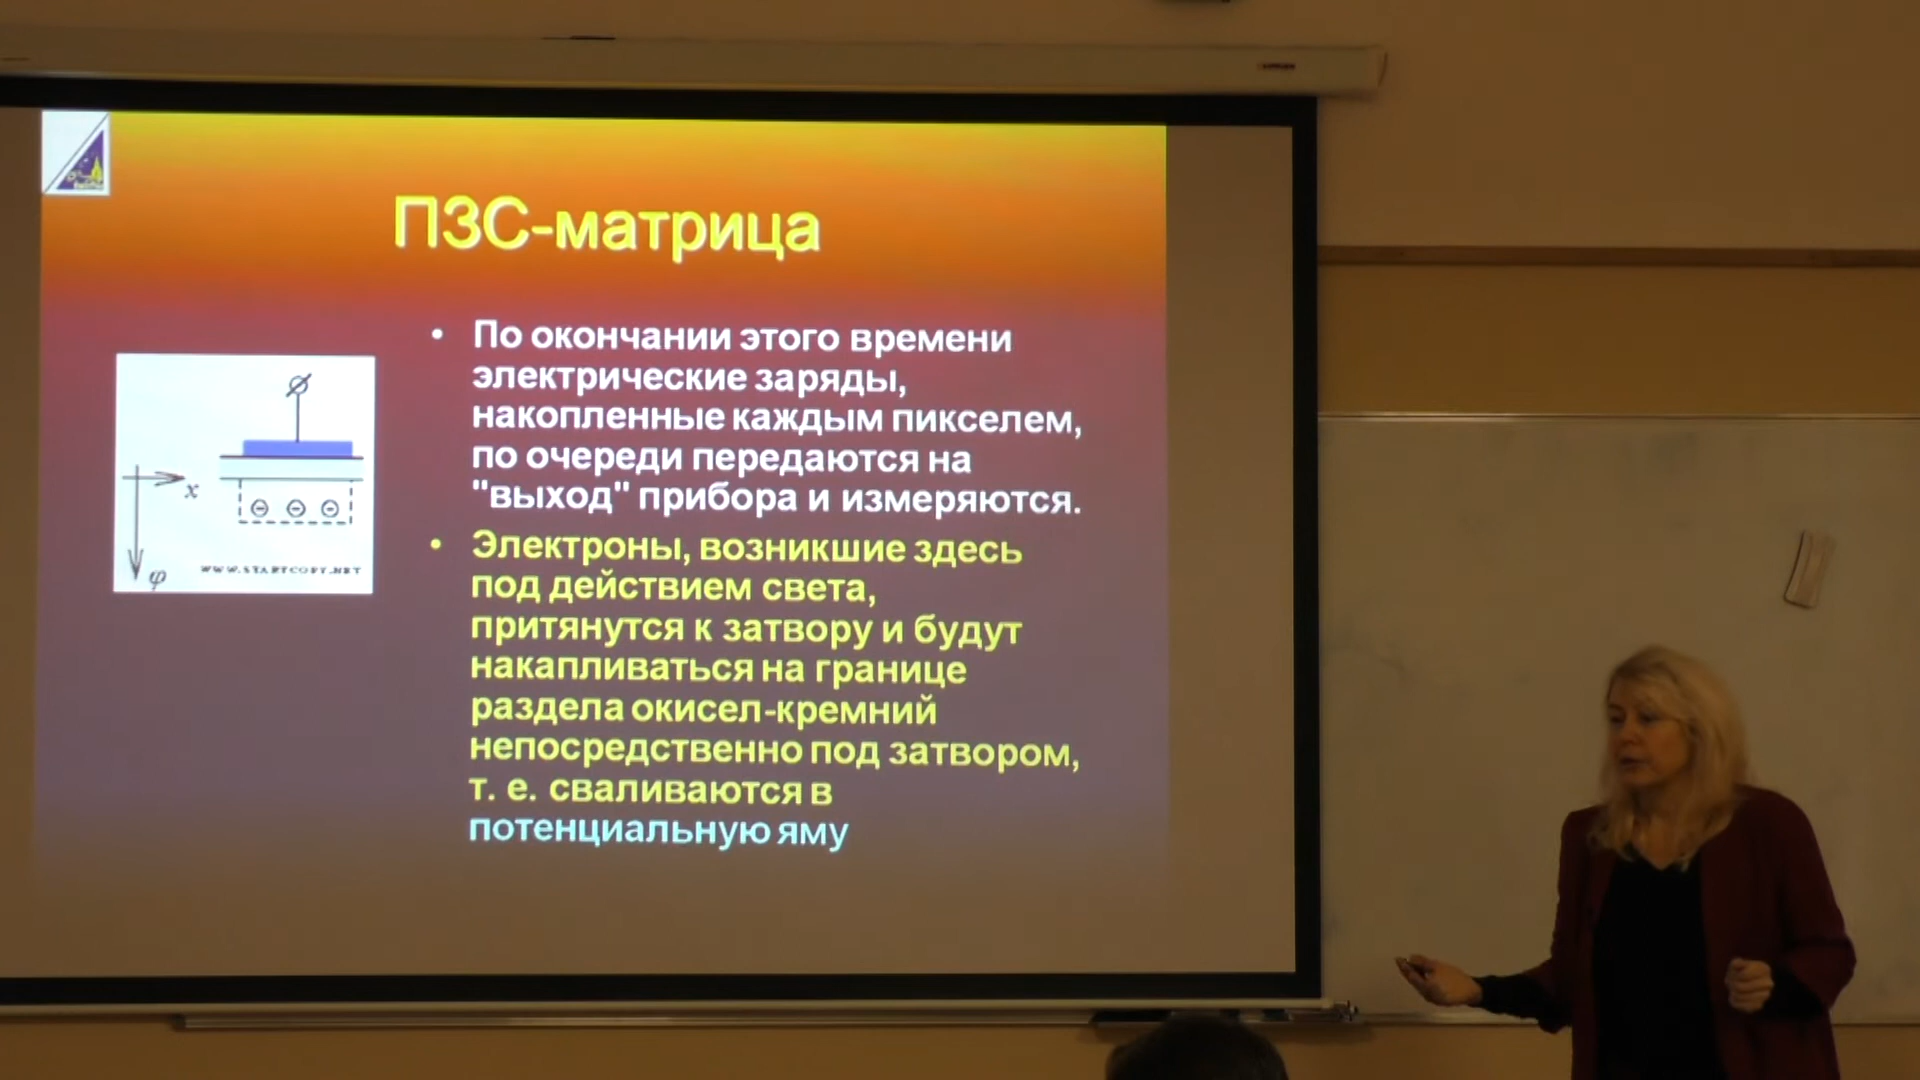 ПЗС-матрица
• По окончании этого времени
электрические заряды,
накопленные каждым пикселем,
по очереди передаются на
"выход" прибора и измеряются.
• Электроны, возникшие здесь
под действием света,
притянутся к затвору и будут
накапливаться на границе
раздела окисел-кремний
непосредственно под затвором,
т. е. сваливаются в
потенциальную яму
x
φ
WWW.STARTCOPY.NET